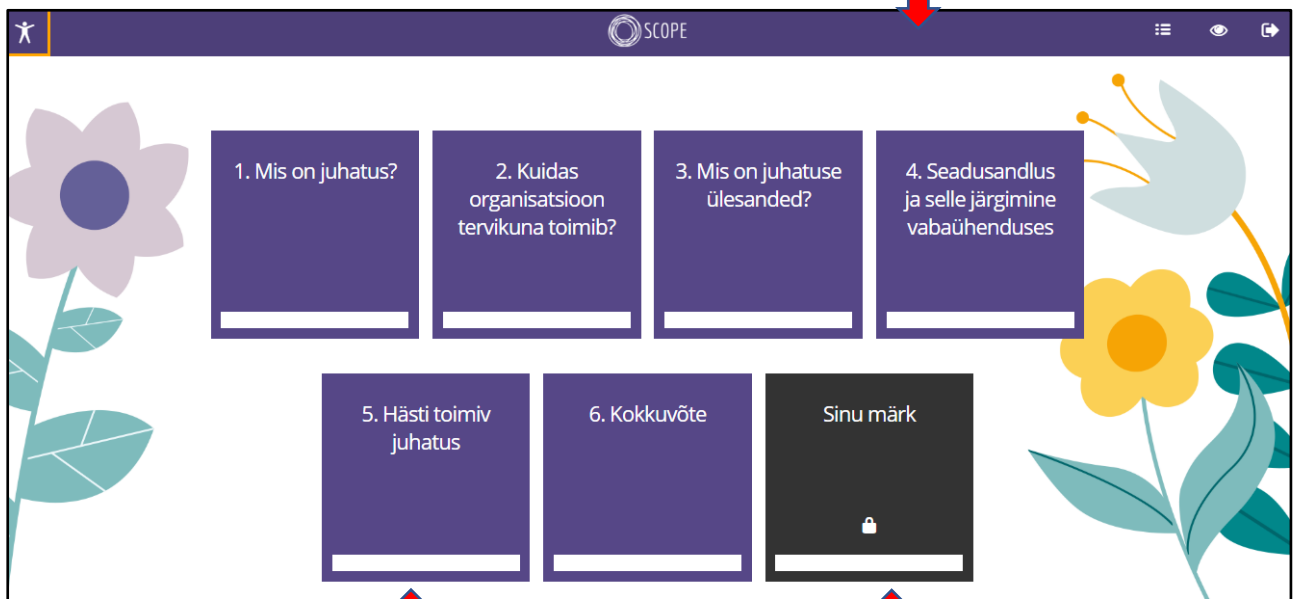 SCOPE
1. Mis on juhatus?
2. Kuidas
organisatsioon
tervikuna toimib?
3. Mis on juhatuse
ülesanded?
4. Seadusandlus
ja selle järgimine
vabaühenduses
5. Hästi toimiv
juhatus
6. Kokkuvõte
Sinu märk